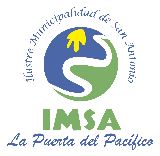 Ilustre Municipalidad de San Antonio
IMSA
La Puerta del Pacífico